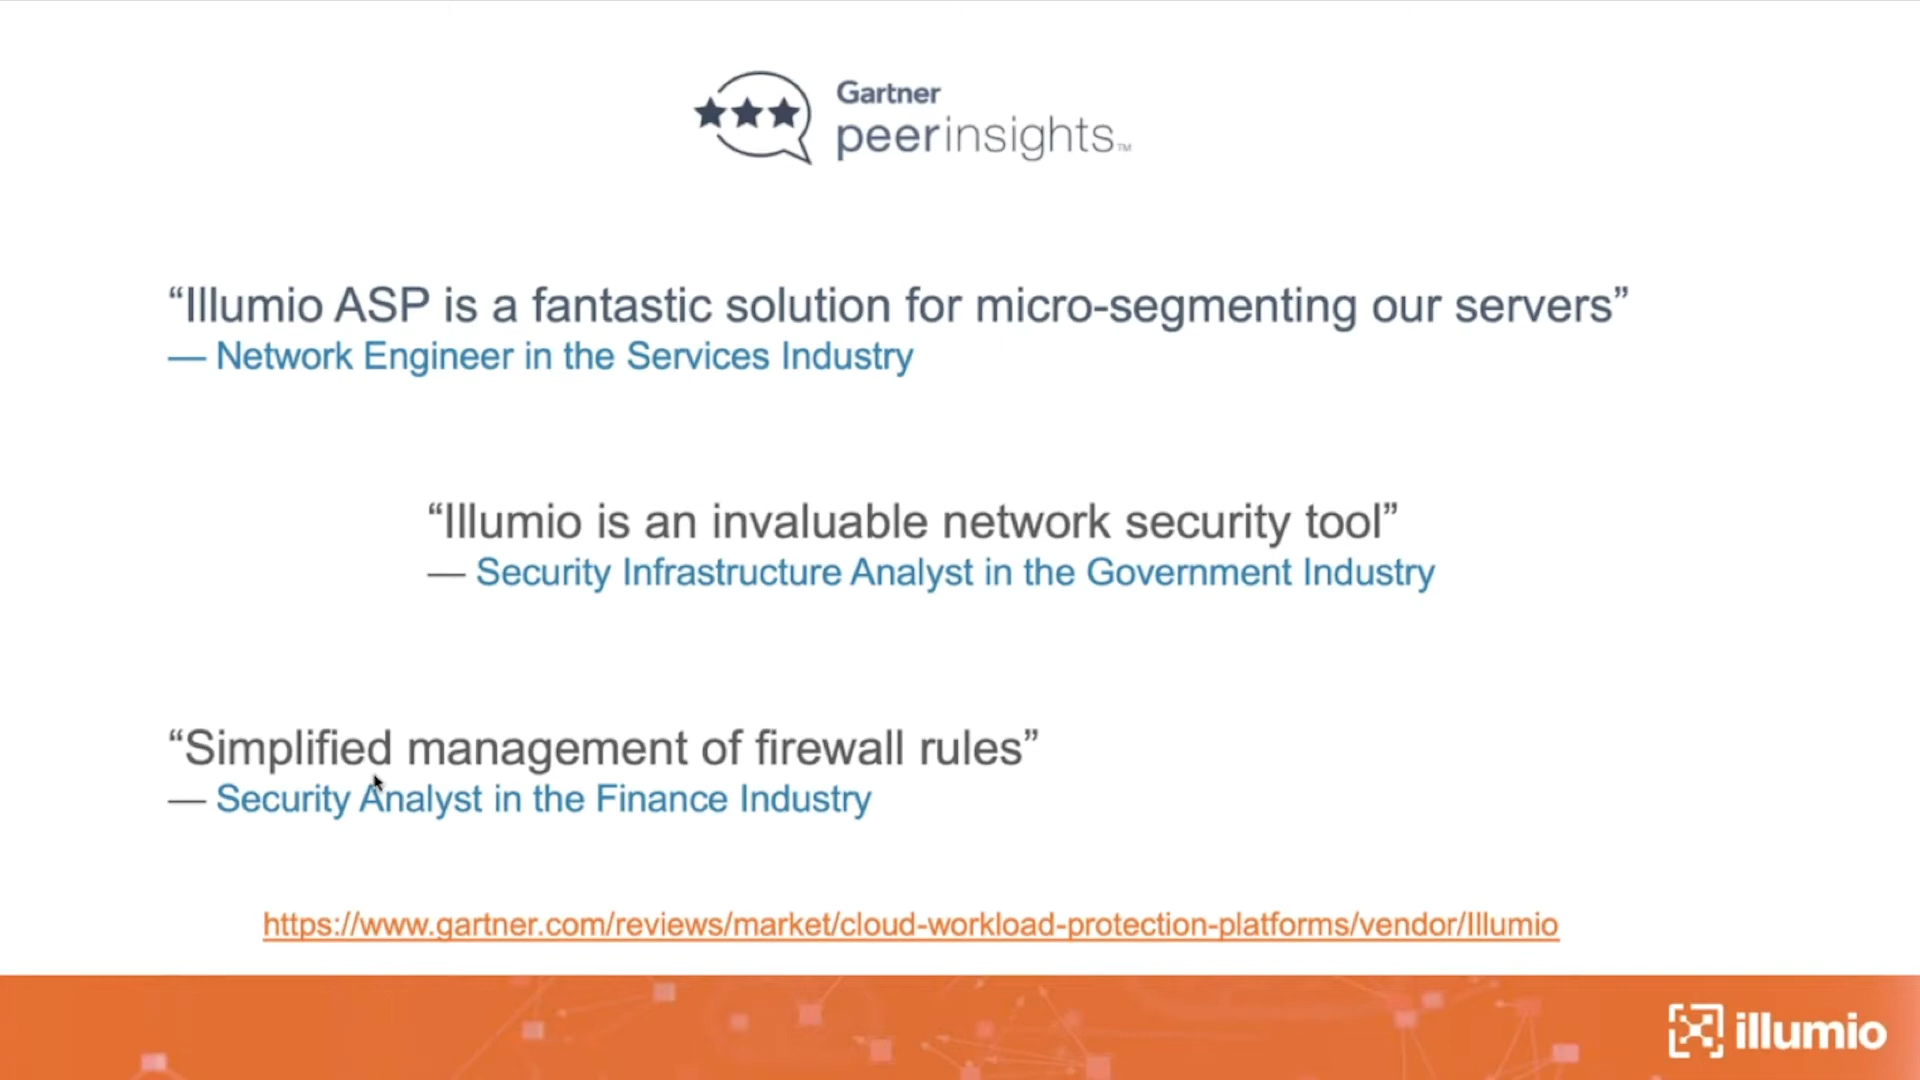 Gartner
peerinsights™
“Illumio ASP is a fantastic solution for micro-segmenting our servers”
— Network Engineer in the Services Industry
“Illumio is an invaluable network security tool”
— Security Infrastructure Analyst in the Government Industry
“Simplified management of firewall rules”
— Security Analyst in the Finance Industry
https://www.gartner.com/reviews/market/cloud-workload-protection-platforms/vendor/Illumio
illumio